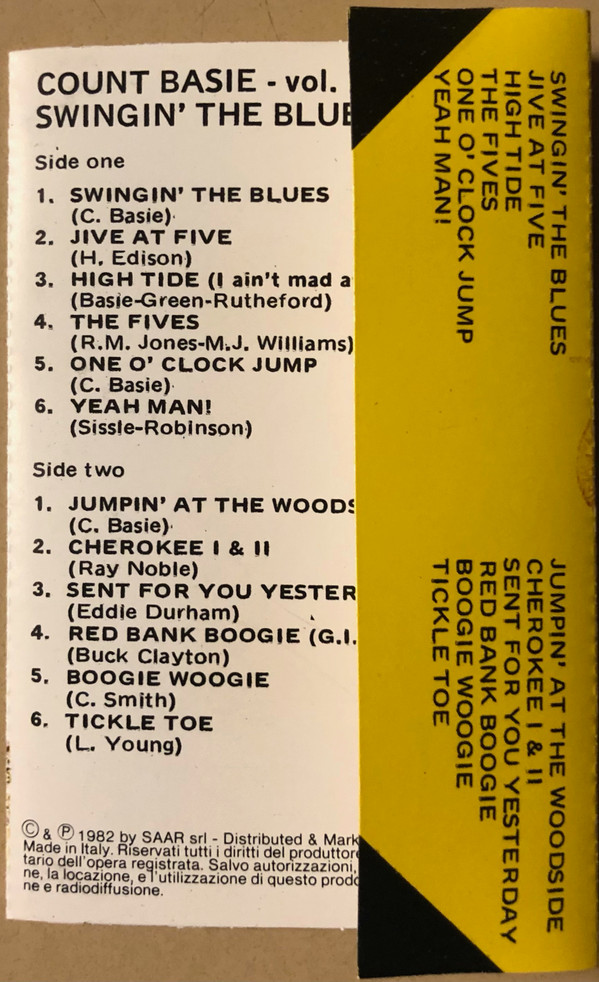 COUNT BASIE - vol.
SWINGIN' THE BLUE
Side one
1. SWINGIN' THE BLUES
(C. Basie)
2. JIVE AT FIVE
(H. Edison)
3. HIGH TIDE (I ain't mad a
(Basie-Green-Rutheford)
4. THE FIVES
(R.M. Jones-M.J. Williams)
5. ONE O' CLOCK JUMP
(C. Basie)
6. YEAH MAN!
(Sissle-Robinson)
Side two
1. JUMPIN' AT THE WOODS
(C. Basie)
2. CHEROKEE I & II
(Ray Noble)
3. SENT FOR YOU YESTER
(Eddie Durham)
4. RED BANK BOOGIE (G.I.
(Buck Clayton)
5. BOOGIE WOOGIE
(C. Smith)
6. TICKLE TOE
(L. Young)
© & ℗ 1982 by SAAR srl - Distributed & Mark
Made in Italy. Riservati tutti i diritti del produttore
tario dell'opera registrata. Salvo autorizzazioni,
ne, la locazione, e l'utilizzazione di questo prodo
ne e radiodiffusione.
SWINGIN' THE BLUES
JIVE AT FIVE
HIGH TIDE
THE FIVES
ONE O' CLOCK JUMP
YEAH MAN!
JUMPIN' AT THE WOODSIDE
CHEROKEE I & II
SENT FOR YOU YESTERDAY
RED BANK BOOGIE
BOOGIE WOOGIE
TICKLE TOE